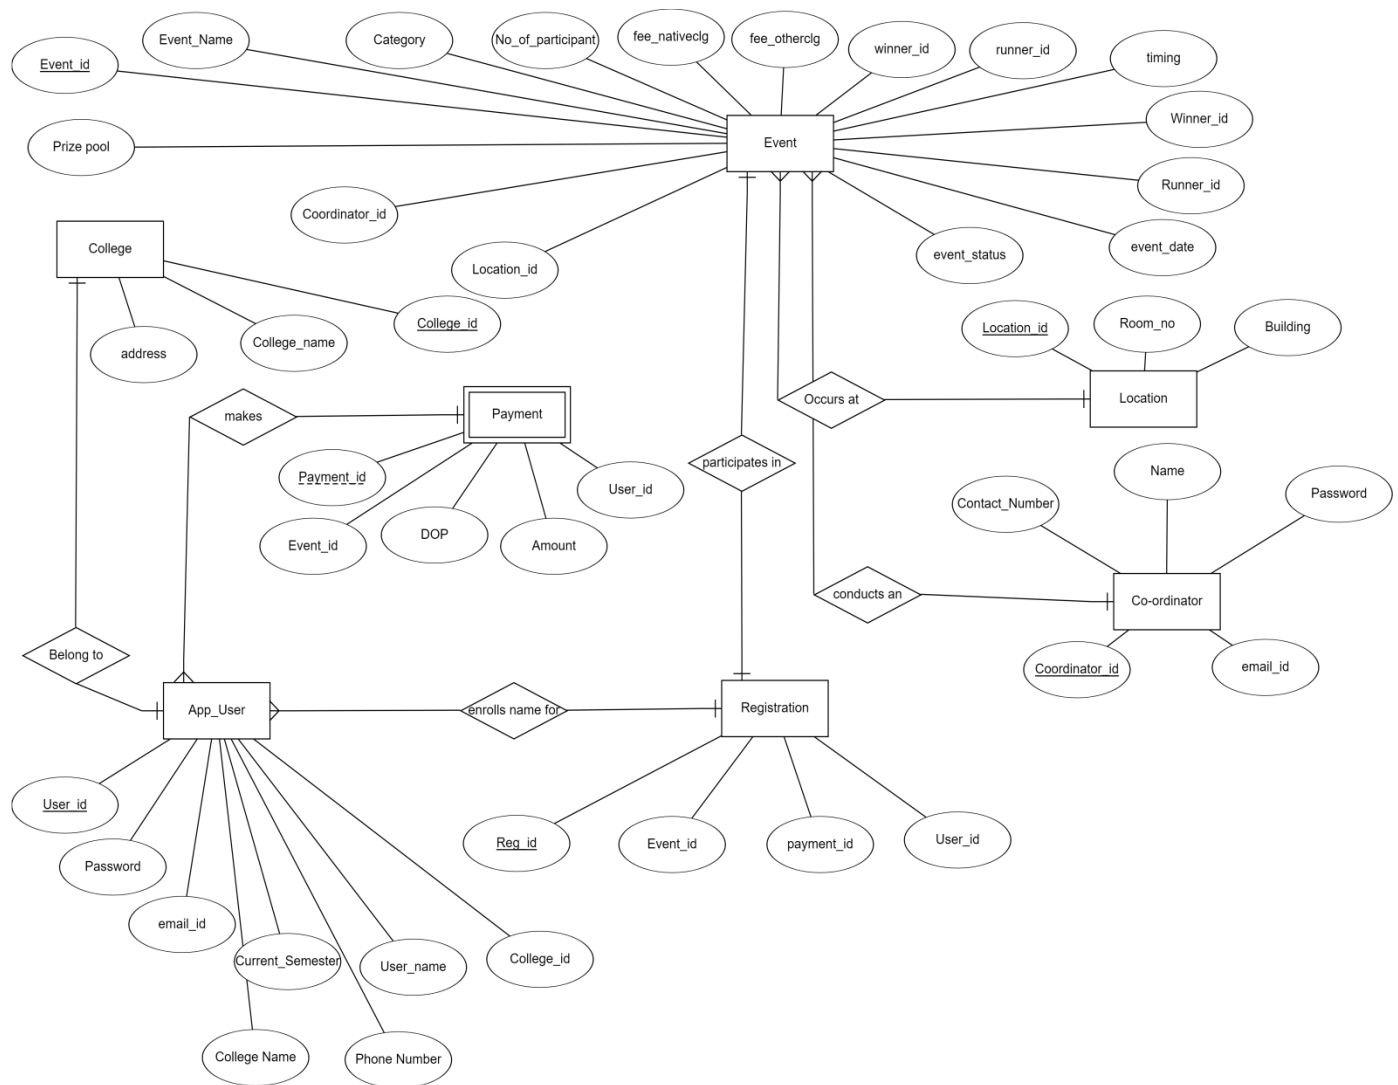 Event_id
Event_Name
Category
No_of_participant
fee_nativeclg
fee_otherclg
winner_id
runner_id
timing
Prize pool
Event
Winner_id
Runner_id
Coordinator_id
College
event_status
event_date
Location_id
College_id
address
College_name
Location_id
Room_no
Building
makes
Payment
Occurs at
Location
Payment_id
User_id
participates in
Name
Contact_Number
Password
Event_id
DOP
Amount
conducts an
Co-ordinator
Belong to
Coordinator_id
email_id
App_User
enrolls name for
Registration
User_id
Password
email_id
Current_Semester
User_name
College_id
College Name
Phone Number
Reg_id
Event_id
payment_id
User_id